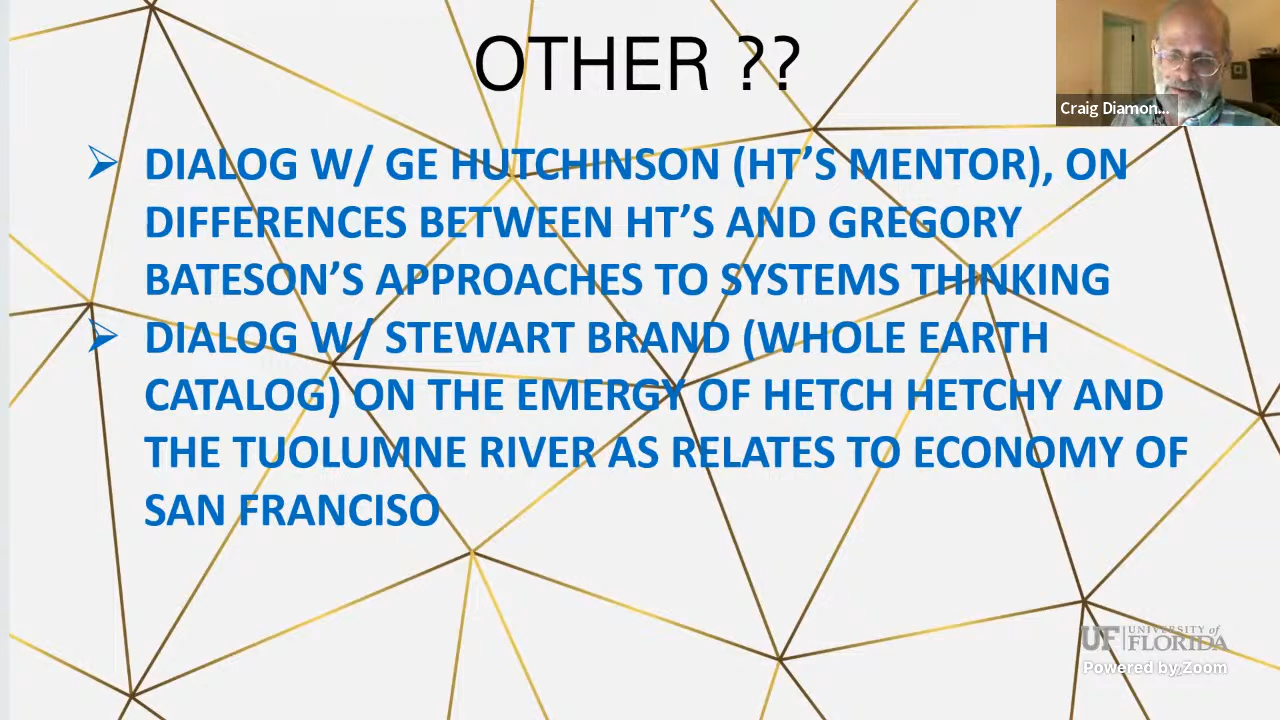 OTHER ??
Craig Diamon...
DIALOG W/ GE HUTCHINSON (HT’S MENTOR), ON
DIFFERENCES BETWEEN HT’S AND GREGORY
BATESON’S APPROACHES TO SYSTEMS THINKING
DIALOG W/ STEWART BRAND (WHOLE EARTH
CATALOG) ON THE EMERGY OF HETCH HETCHY AND
THE TUOLUMNE RIVER AS RELATES TO ECONOMY OF
SAN FRANCISO
UF UNIVERSITY of
FLORIDA
Powered by Zoom